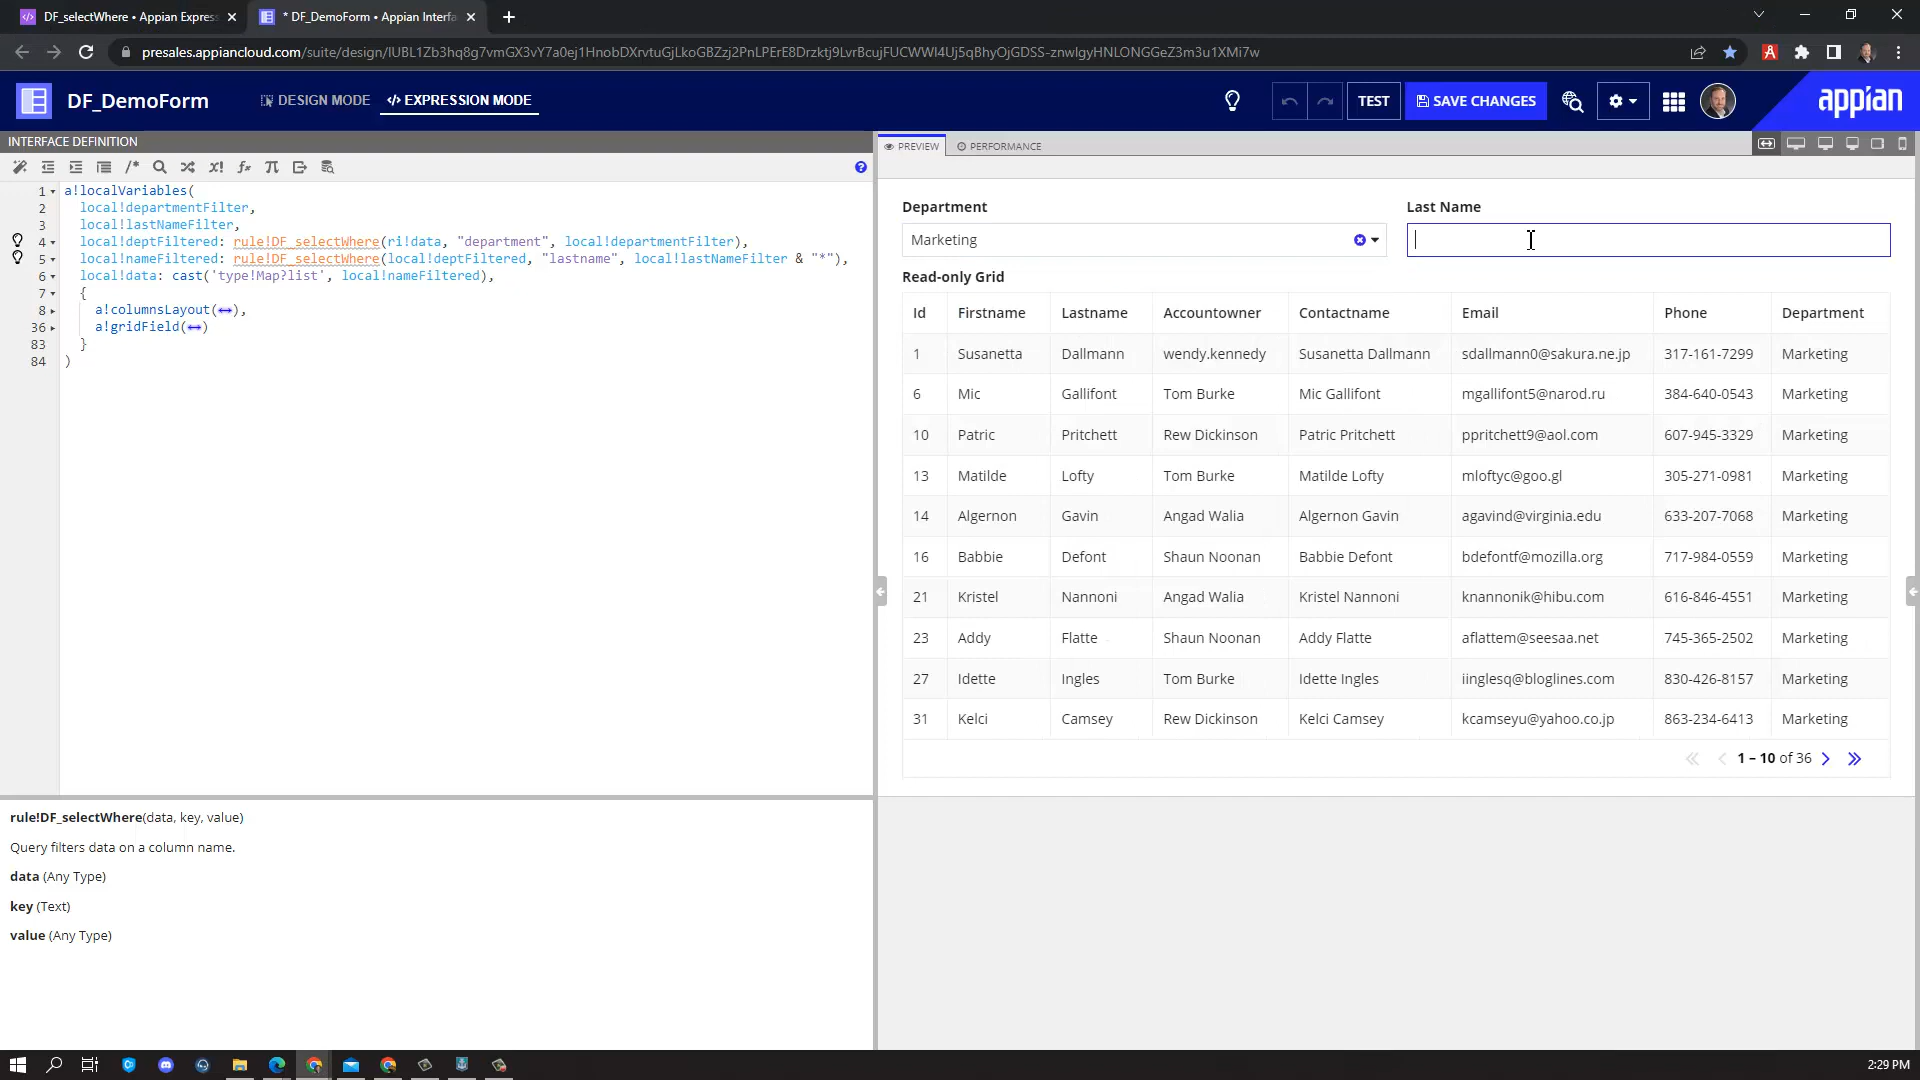 DF_selectWhere • Appian Express
* DF_DemoForm • Appian Interfa
presales.appiancloud.com/suite/design/
DF_DemoForm
DESIGN MODE
EXPRESSION MODE
TEST
SAVE CHANGES
appian
INTERFACE DEFINITION
PREVIEW
PERFORMANCE
1 a!localVariables(
2 local!departmentFilter,
3 local!lastNameFilter,
4 local!deptFiltered: rule!DF_selectWhere(ri!data, "department", local!departmentFilter),
5 local!nameFiltered: rule!DF_selectWhere(local!deptFiltered, "lastname", local!lastNameFilter & "*"),
6 local!data: cast('type!Map?list', local!nameFiltered),
7 {
8 a!columnsLayout(↔),
36 a!gridField(↔)
83 }
84 )
rule!DF_selectWhere(data, key, value)
Query filters data on a column name.
data (Any Type)
key (Text)
value (Any Type)
Department Last Name
Marketing
Read-only Grid
Id Firstname Lastname Accountowner Contactname Email Phone Department
1 Susanetta Dallmann wendy.kennedy Susanetta Dallmann sdallmann0@sakura.ne.jp 317-161-7299 Marketing
6 Mic Gallifont Tom Burke Mic Gallifont mgallifont5@narod.ru 384-640-0543 Marketing
10 Patric Pritchett Rew Dickinson Patric Pritchett ppritchett9@aol.com 607-945-3329 Marketing
13 Matilde Lofty Tom Burke Matilde Lofty mloftyc@goo.gl 305-271-0981 Marketing
14 Algernon Gavin Angad Walia Algernon Gavin agavind@virginia.edu 633-207-7068 Marketing
16 Babbie Defont Shaun Noonan Babbie Defont bdefontf@mozilla.org 717-984-0559 Marketing
21 Kristel Nannoni Angad Walia Kristel Nannoni knannonik@hibu.com 616-846-4551 Marketing
23 Addy Flatte Shaun Noonan Addy Flatte aflattem@seesaa.net 745-365-2502 Marketing
27 Idette Ingles Tom Burke Idette Ingles iinglesq@bloglines.com 830-426-8157 Marketing
31 Kelci Camsey Rew Dickinson Kelci Camsey kcamseyu@yahoo.co.jp 863-234-6413 Marketing
1 – 10 of 36
2:29 PM